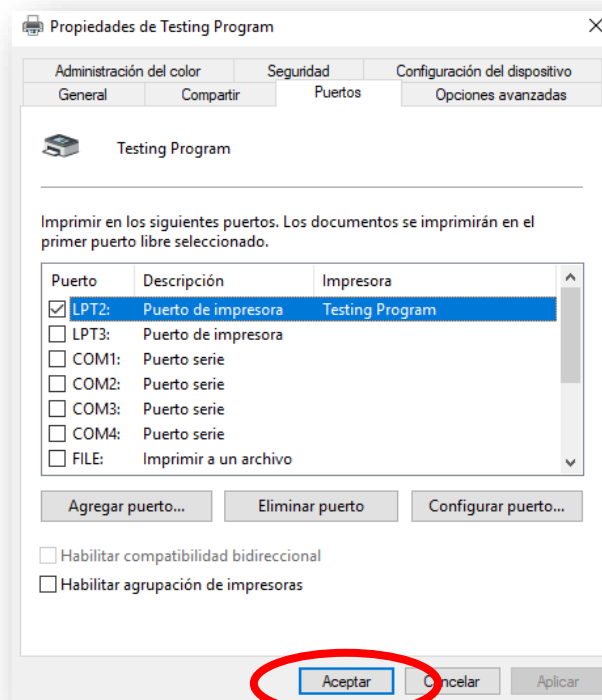 Propiedades de Testing Program
Administración del color Seguridad Configuración del dispositivo
General Compartir Puertos Opciones avanzadas
Testing Program
Imprimir en los siguientes puertos. Los documentos se imprimirán en el
primer puerto libre seleccionado.
Puerto Descripción Impresora
LPT2: Puerto de impresora Testing Program
LPT3: Puerto de impresora
COM1: Puerto serie
COM2: Puerto serie
COM3: Puerto serie
COM4: Puerto serie
FILE: Imprimir a un archivo
Agregar puerto... Eliminar puerto Configurar puerto...
Habilitar compatibilidad bidireccional
Habilitar agrupación de impresoras
Aceptar Cancelar Aplicar